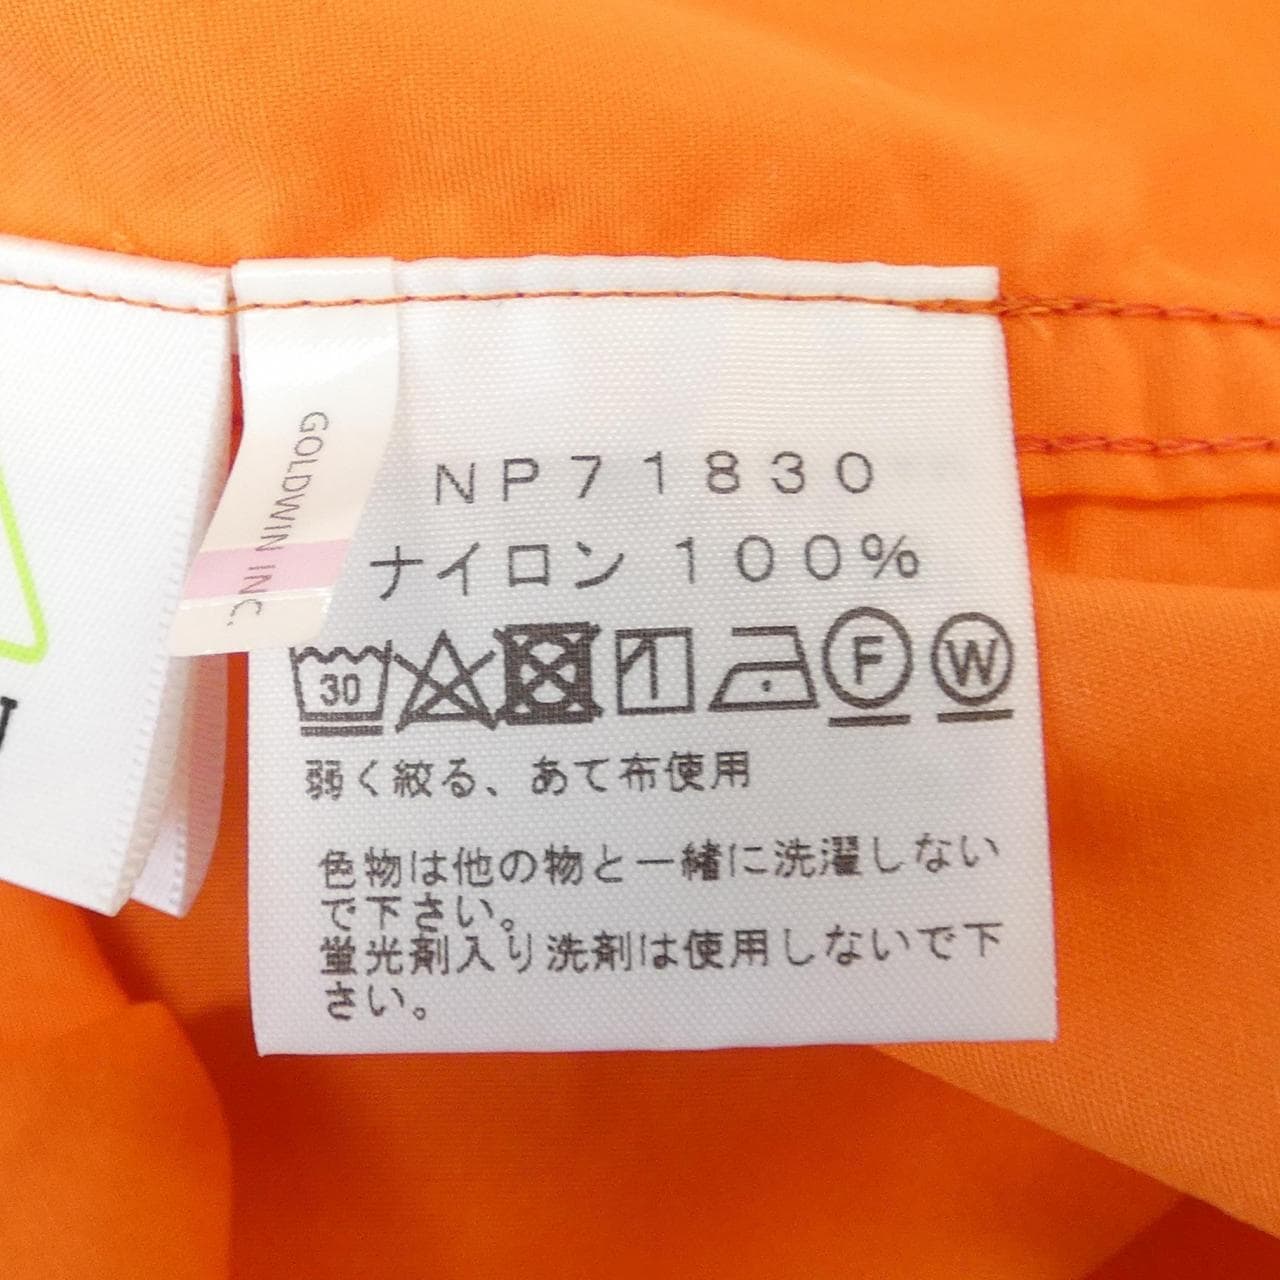 GOLDWIN INC.
NP71830
ナイロン 100%
30
F
W
弱く絞る、あて布使用
色物は他の物と一緒に洗濯しない
で下さい。
蛍光剤入り洗剤は使用しないで下
さい。